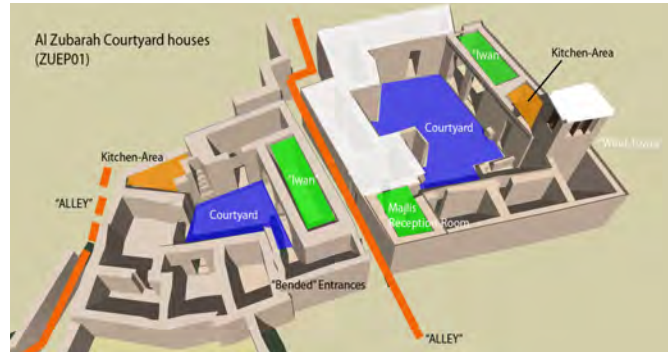 Al Zubarah Courtyard houses
(ZUEP01)
"Iwan"
Kitchen-Area
Courtyard
"Wind-Tower"
Kitchen-Area
"Iwan"
"ALLEY"
Courtyard
Majlis
Reception-Room
"Bended" Entrances
"ALLEY"